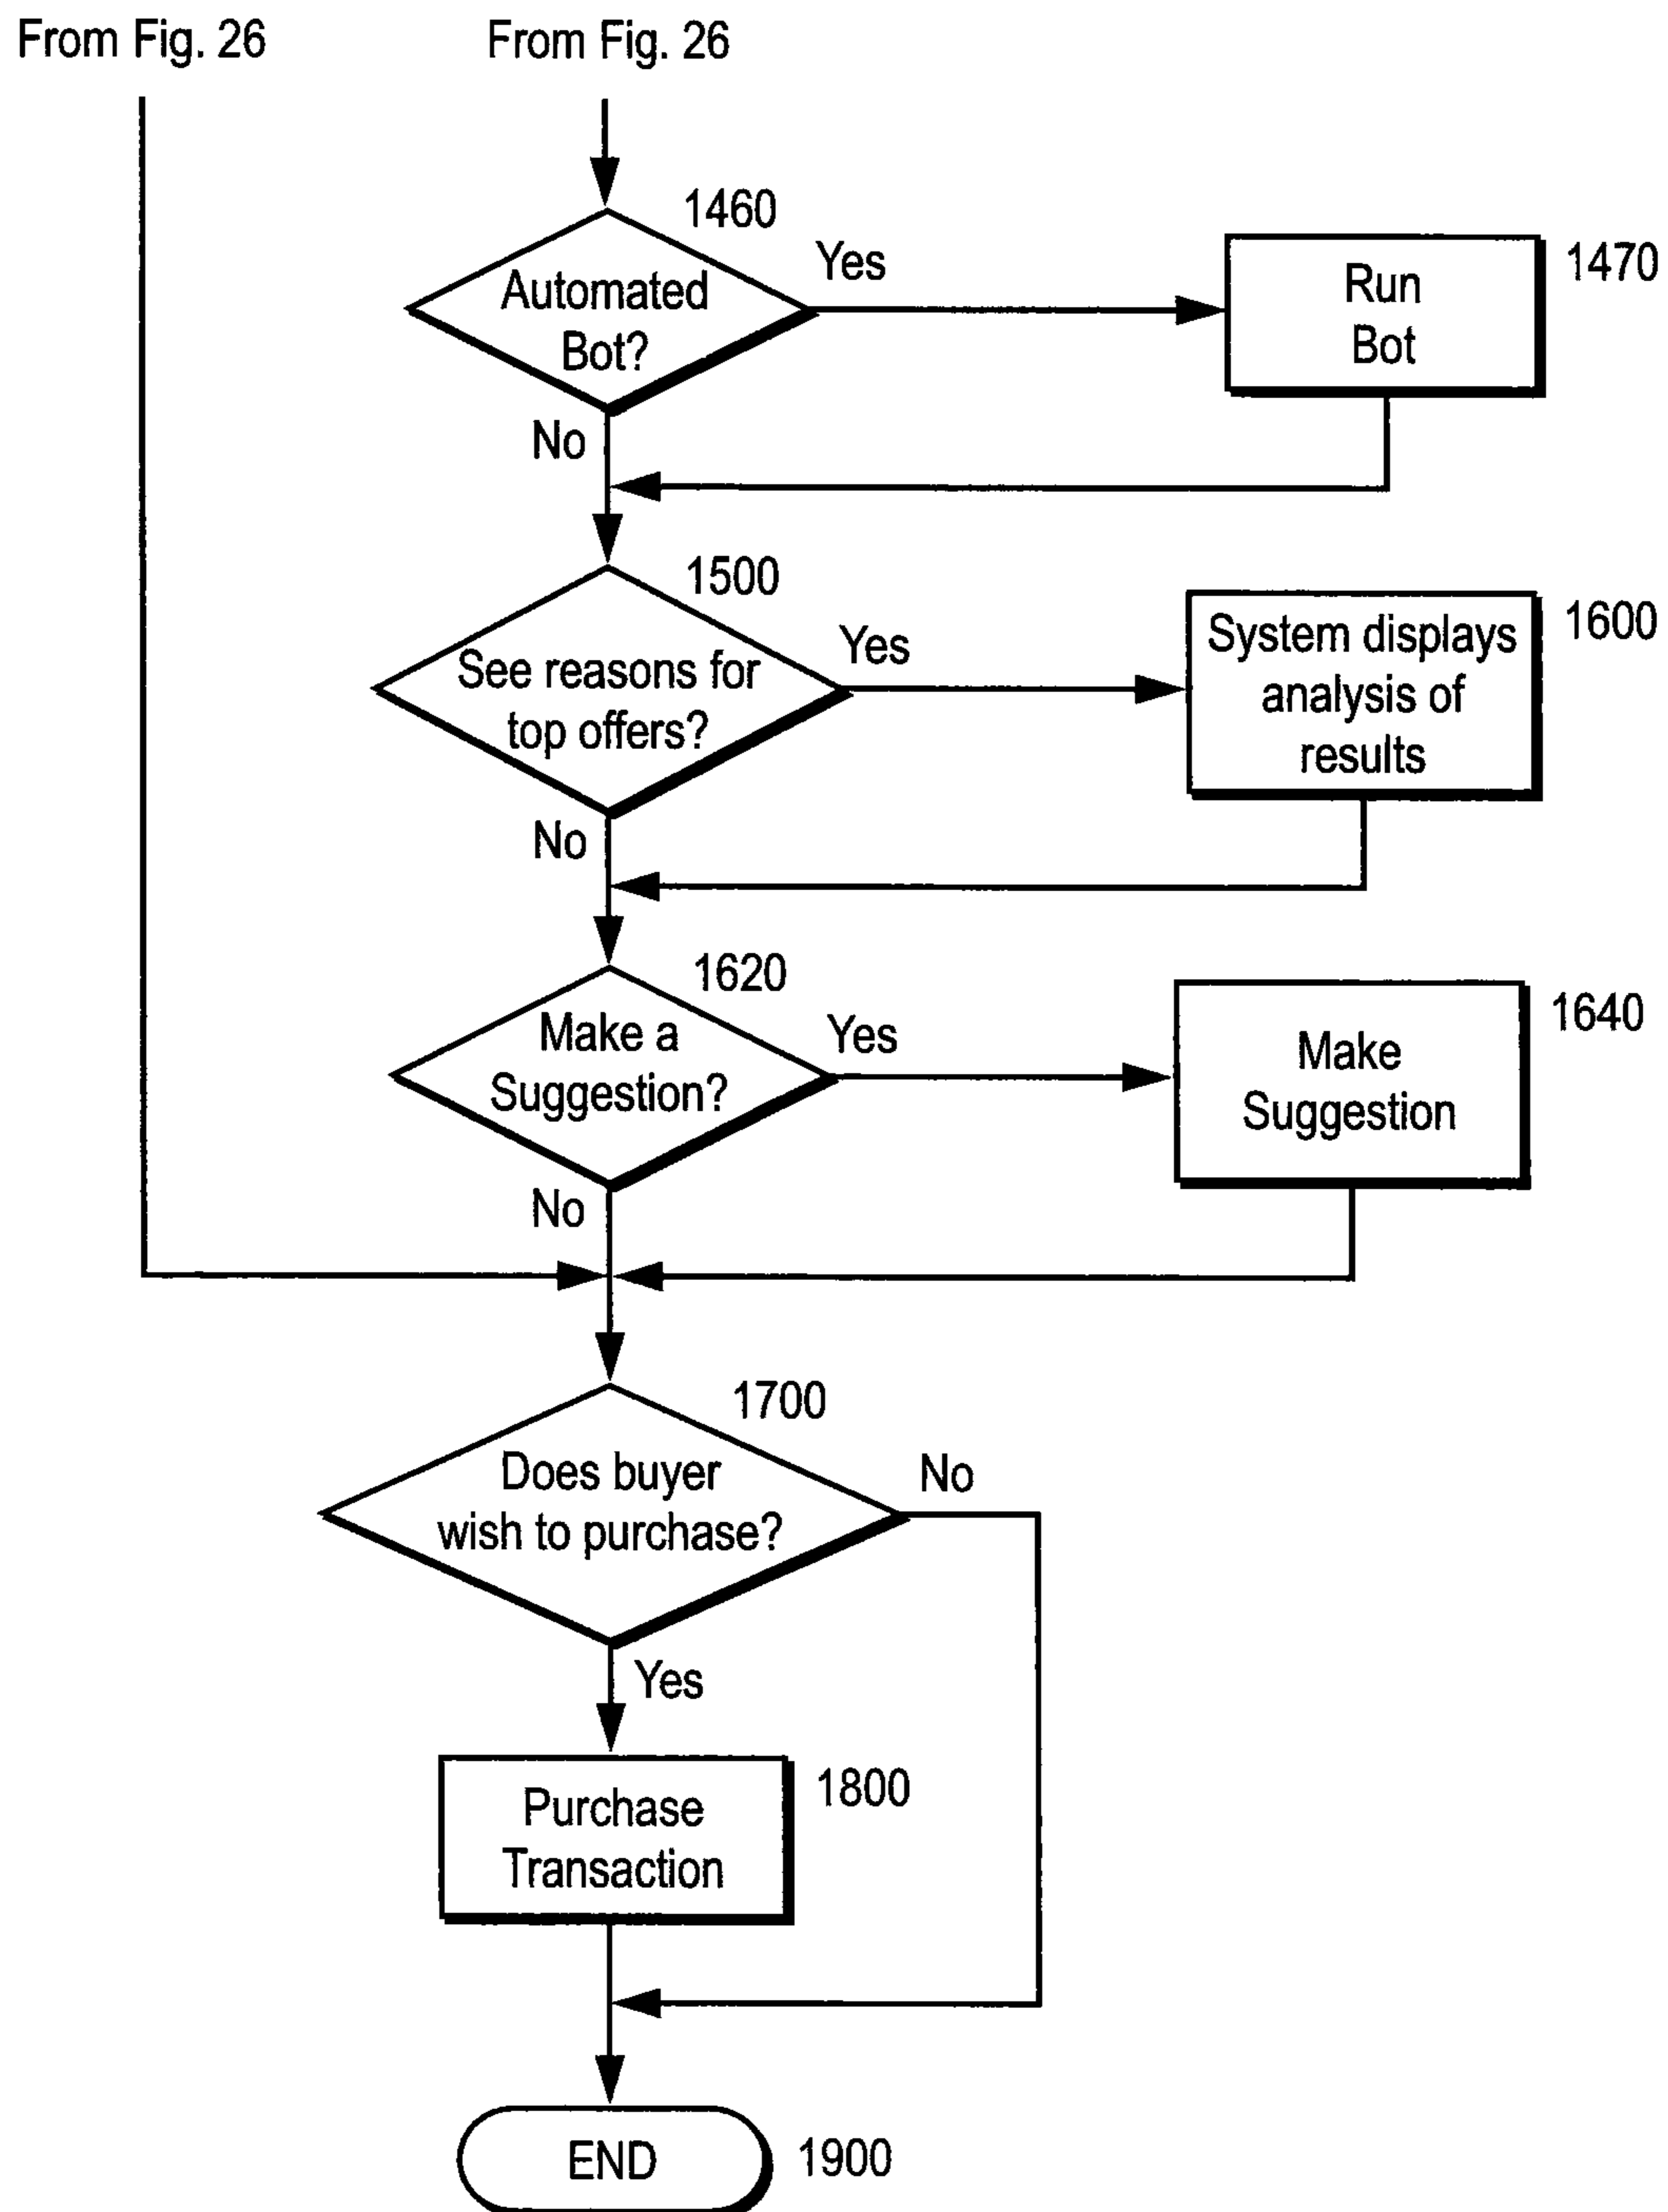 From Fig. 26
From Fig. 26
1460
Automated
Bot?
Yes
1470
Run
Bot
No
1500
See reasons for
top offers?
Yes
1600
System displays
analysis of
results
No
1620
Make a
Suggestion?
Yes
1640
Make
Suggestion
No
1700
Does buyer
wish to purchase?
No
Yes
1800
Purchase
Transaction
END
1900